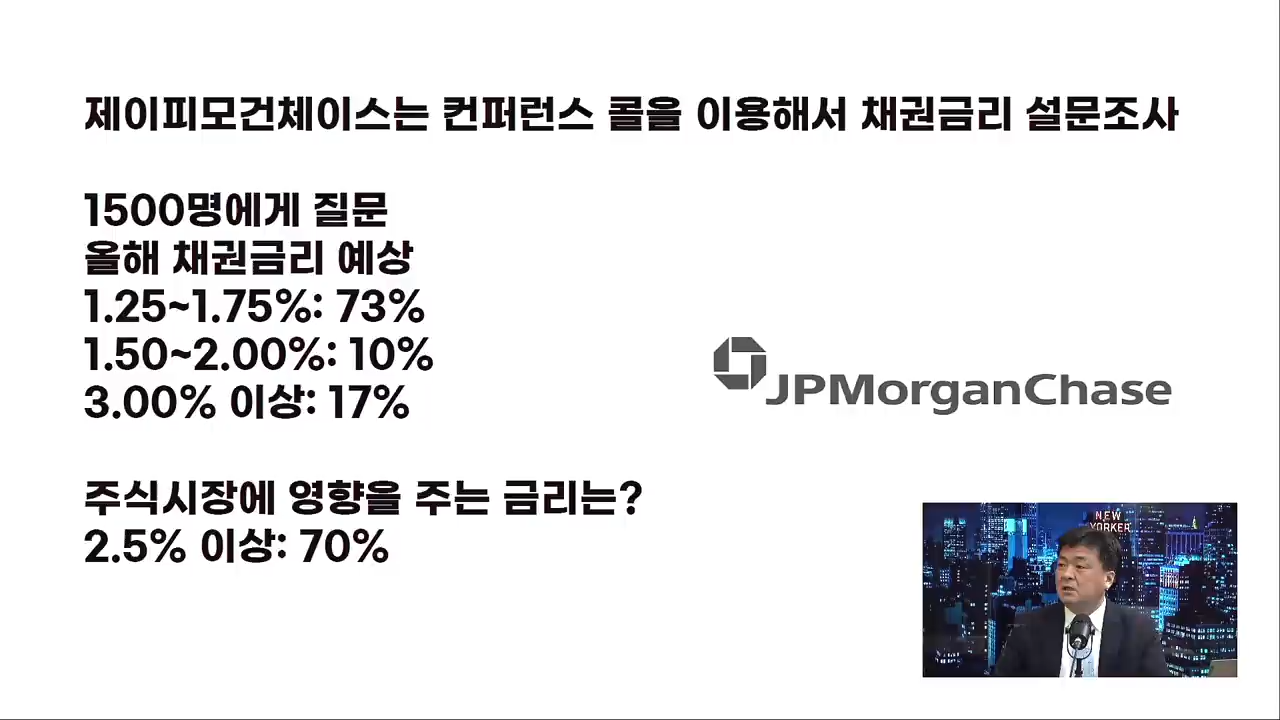 제이피모건체이스는 컨퍼런스 콜을 이용해서 채권금리 설문조사
1500명에게 질문
올해 채권금리 예상
1.25~1.75%: 73%
1.50~2.00%: 10%
3.00% 이상: 17%
JPMorganChase
주식시장에 영향을 주는 금리는?
2.5% 이상: 70%
NEW
YORKER